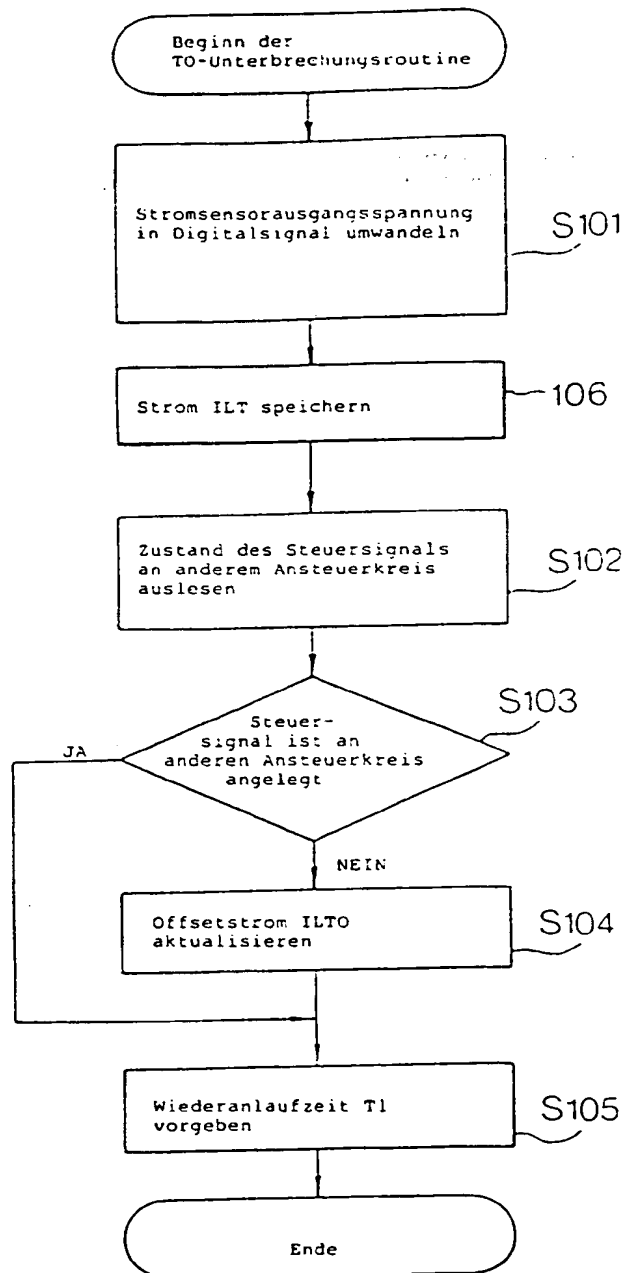 Beginn der
TO-Unterbrechungsroutine
Stromsensorausgangsspannung
in Digitalsignal umwandeln
S101
Strom ILT speichern
106
Zustand des Steuersignals
an anderem Ansteuerkreis
auslesen
S102
S103
Steuer-
signal ist an
anderen Ansteuerkreis
angelegt
JA
NEIN
Offsetstrom ILTO
aktualisieren
S104
Wiederanlaufzeit T1
vorgeben
S105
Ende